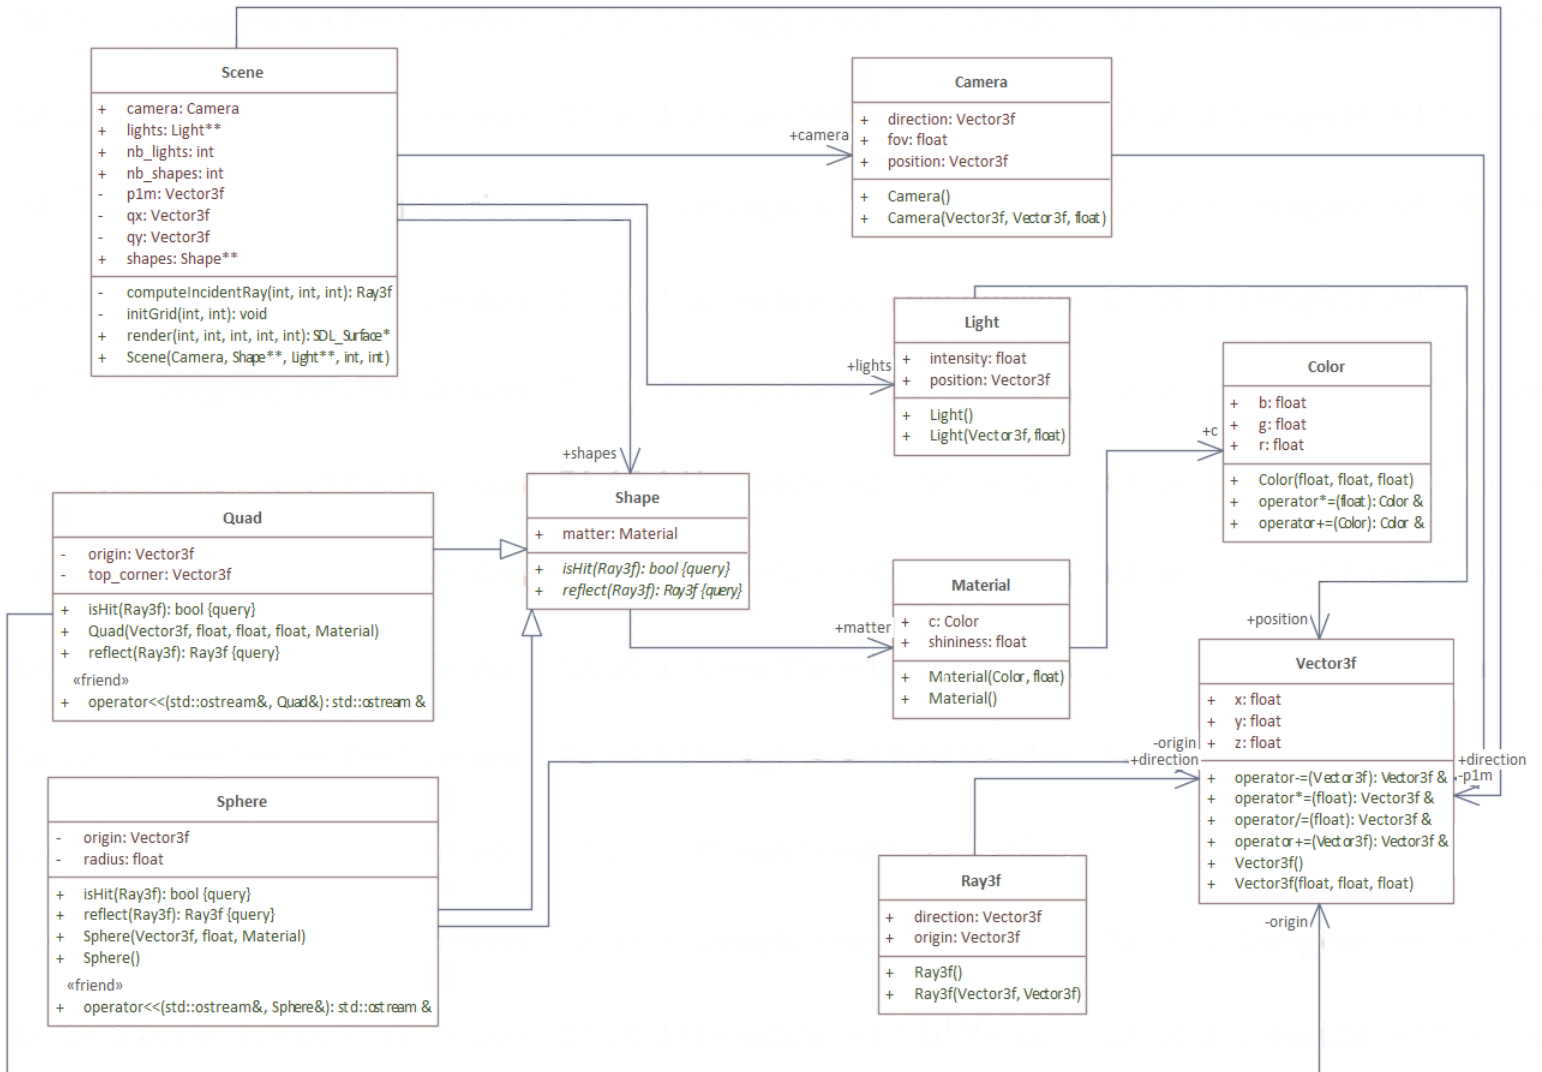 Scene
+ camera: Camera
+ lights: Light**
+ nb_lights: int
+ nb_shapes: int
- p1m: Vector3f
- qx: Vector3f
- qy: Vector3f
+ shapes: Shape**
- computeIncidentRay(int, int, int): Ray3f
- initGrid(int, int): void
+ render(int, int, int, int, int): SDL_Surface*
+ Scene(Camera, Shape**, Light**, int, int)
+camera
Camera
+ direction: Vector3f
+ fov: float
+ position: Vector3f
+ Camera()
+ Camera(Vector3f, Vector3f, float)
+lights
Light
+ intensity: float
+ position: Vector3f
+ Light()
+ Light(Vector3f, float)
+c
Color
+ b: float
+ g: float
+ r: float
+ Color(float, float, float)
+ operator*=(float): Color &
+ operator+=(Color): Color &
+shapes
Shape
+ matter: Material
+ isHit(Ray3f): bool {query}
+ reflect(Ray3f): Ray3f {query}
Quad
- origin: Vector3f
- top_corner: Vector3f
+ isHit(Ray3f): bool {query}
+ Quad(Vector3f, float, float, float, Material)
+ reflect(Ray3f): Ray3f {query}
«friend»
+ operator<<(std::ostream&, Quad&): std::ostream &
+matter
Material
+ c: Color
+ shininess: float
+ Material(Color, float)
+ Material()
+position
Vector3f
+ x: float
+ y: float
+ z: float
+ operator-=(Vector3f): Vector3f &
+ operator*=(float): Vector3f &
+ operator/=(float): Vector3f &
+ operator+=(Vector3f): Vector3f &
+ Vector3f()
+ Vector3f(float, float, float)
-origin
+direction
+direction
-p1m
-origin
Sphere
- origin: Vector3f
- radius: float
+ isHit(Ray3f): bool {query}
+ reflect(Ray3f): Ray3f {query}
+ Sphere(Vector3f, float, Material)
+ Sphere()
«friend»
+ operator<<(std::ostream&, Sphere&): std::ostream &
Ray3f
+ direction: Vector3f
+ origin: Vector3f
+ Ray3f()
+ Ray3f(Vector3f, Vector3f)